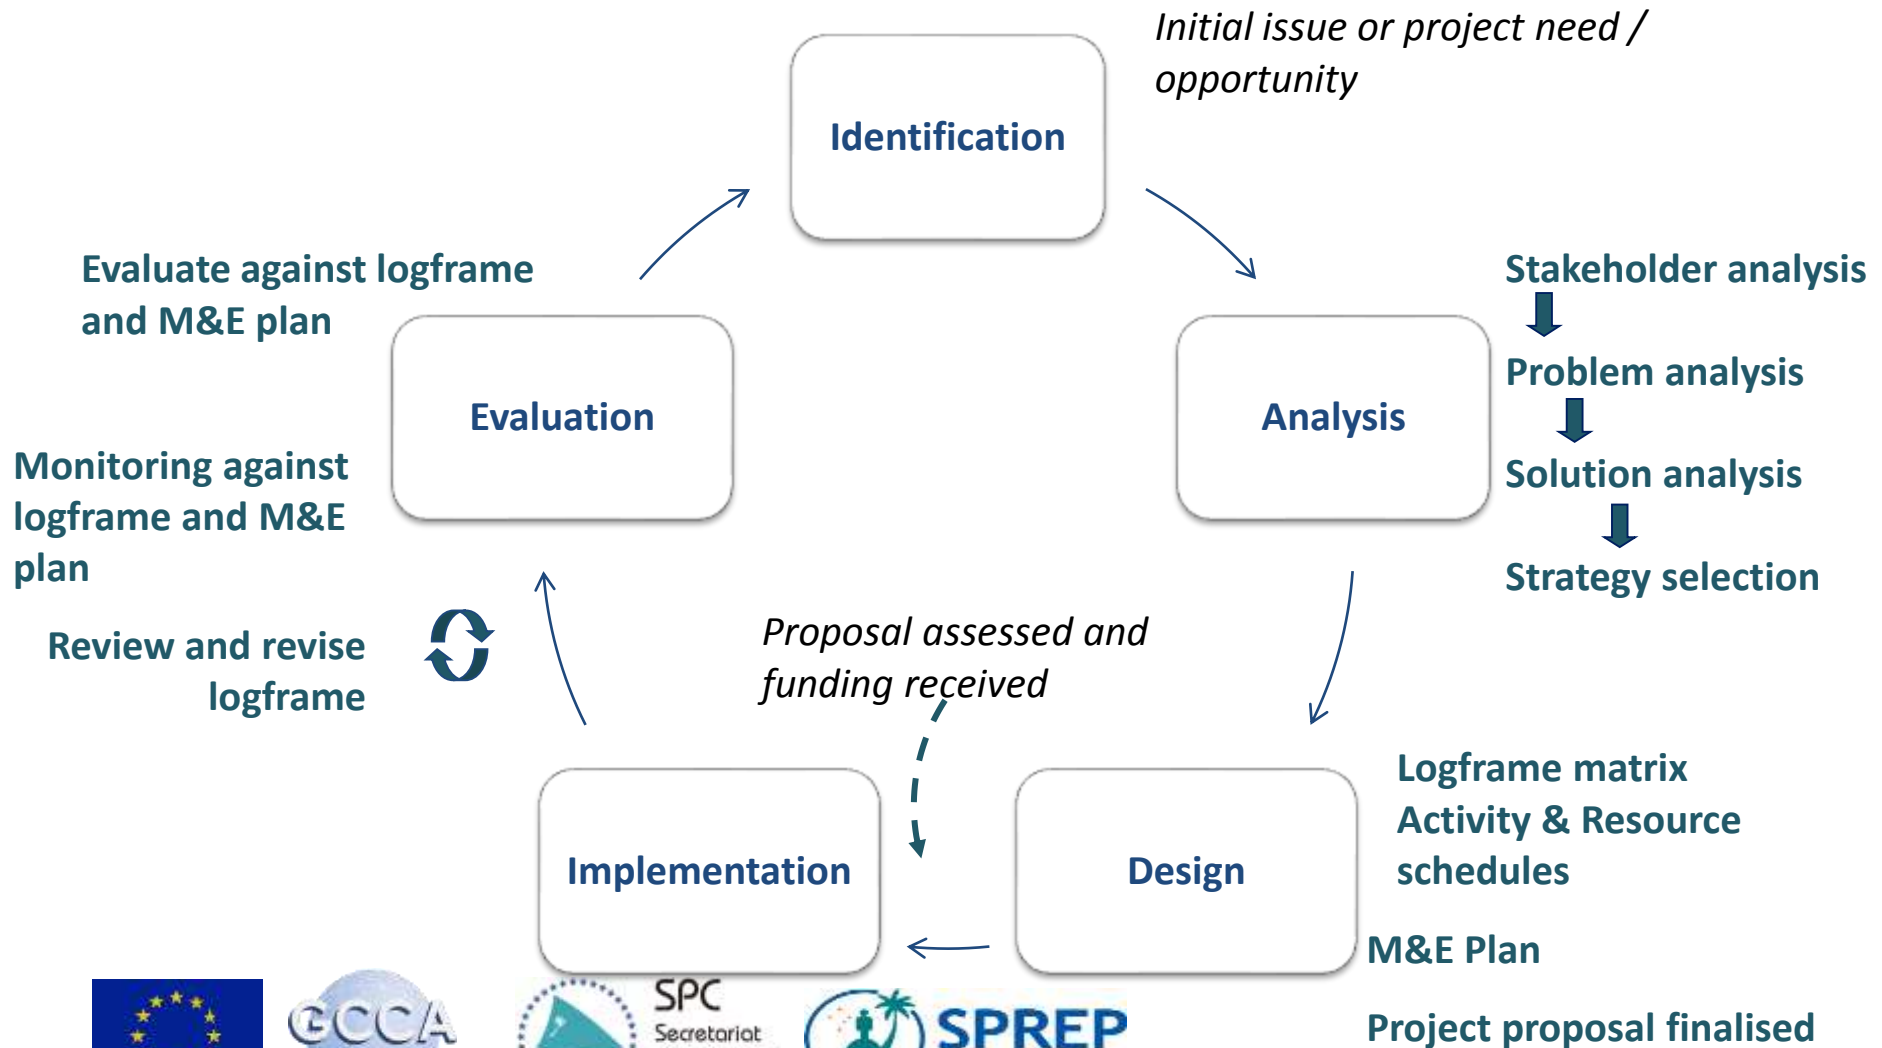 Initial issue or project need /
opportunity
Identification
Evaluate against logframe
and M&E plan
Stakeholder analysis
Problem analysis
Solution analysis
Strategy selection
Evaluation
Analysis
Monitoring against
logframe and M&E
plan
Review and revise
logframe
Proposal assessed and
funding received
Implementation
Design
Logframe matrix
Activity & Resource
schedules
M&E Plan
Project proposal finalised
GCCA
SPC
Secretariat
SPREP